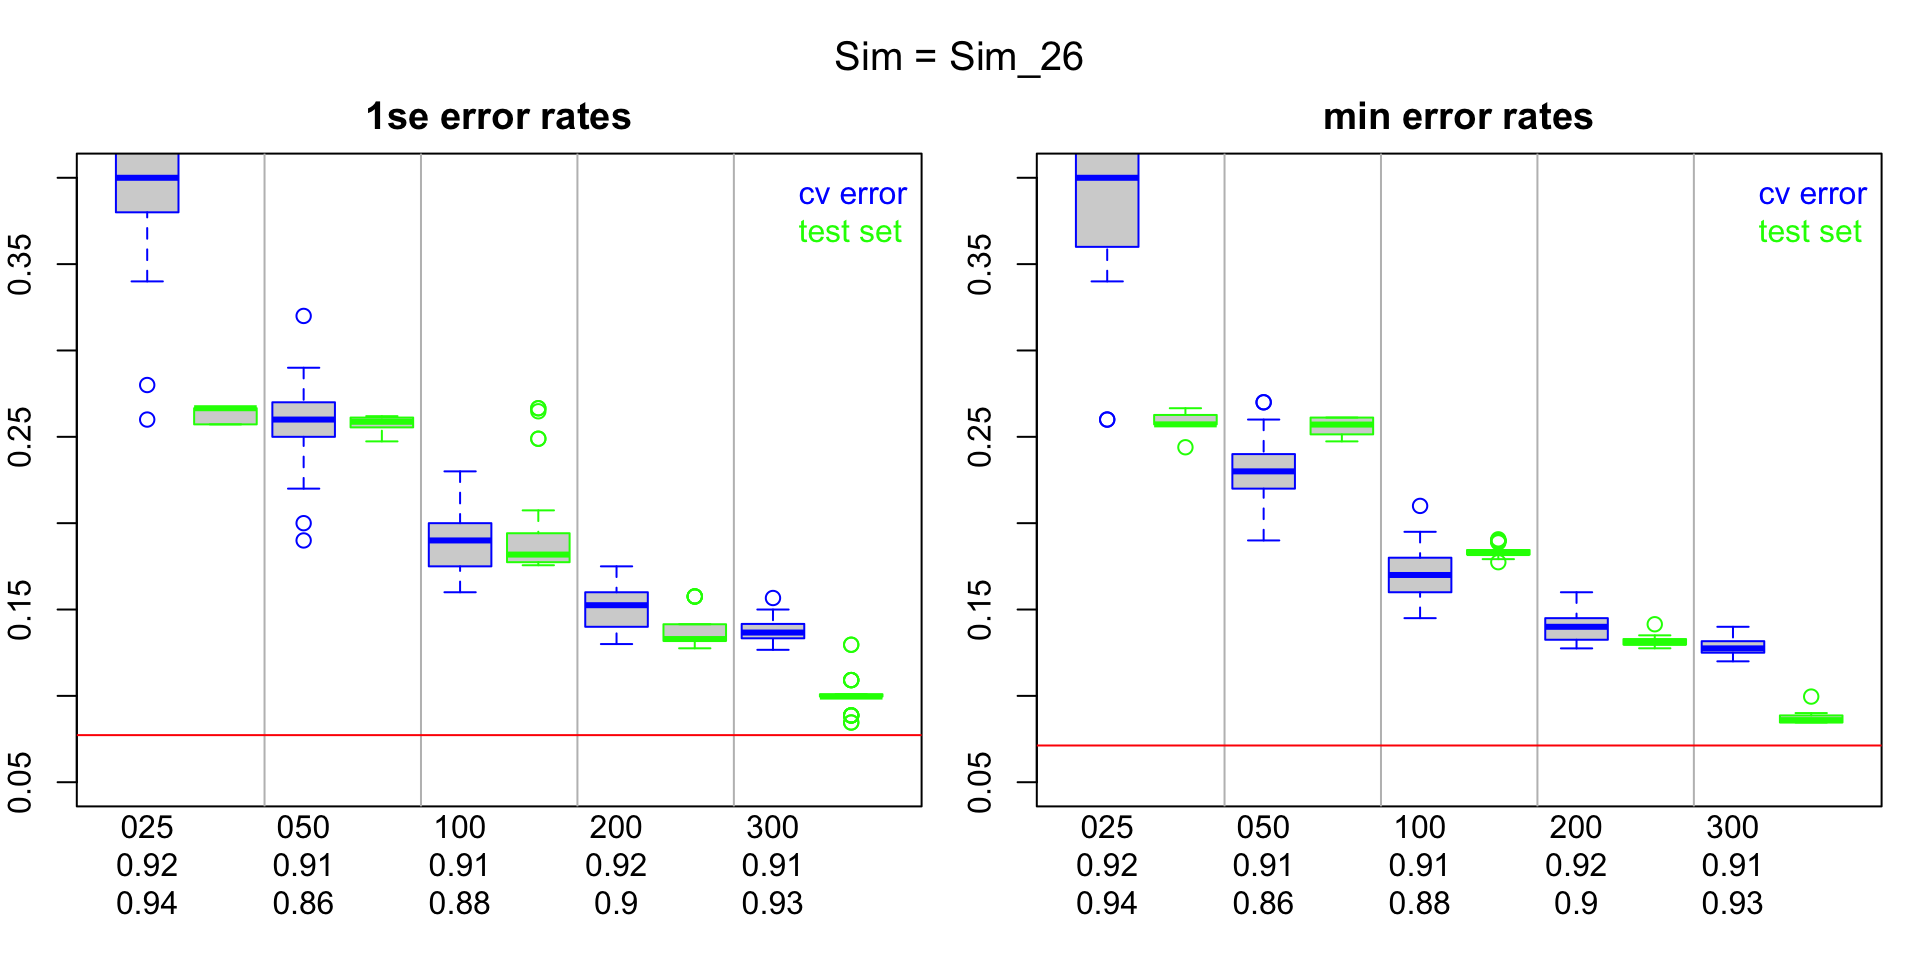 Sim = Sim_26
1se error rates
cv error
test set
0.35
0.25
0.15
0.05
025 050 100 200 300
0.92 0.91 0.91 0.92 0.91
0.94 0.86 0.88 0.9 0.93
min error rates
cv error
test set
0.35
0.25
0.15
0.05
025 050 100 200 300
0.92 0.91 0.91 0.92 0.91
0.94 0.86 0.88 0.9 0.93